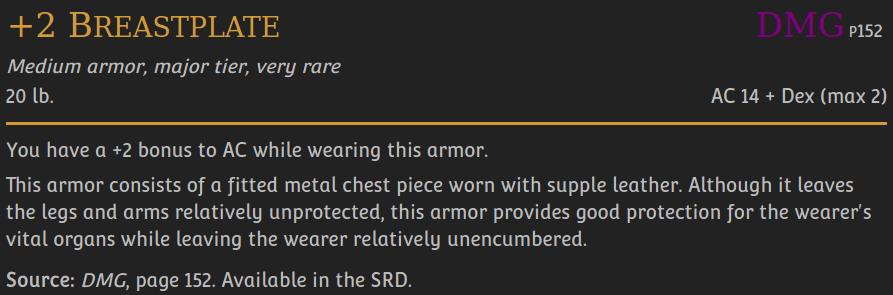 +2 Breastplate DMG P152
Medium armor, major tier, very rare
20 lb. AC 14 + Dex (max 2)
You have a +2 bonus to AC while wearing this armor.
This armor consists of a fitted metal chest piece worn with supple leather. Although it leaves
the legs and arms relatively unprotected, this armor provides good protection for the wearer's
vital organs while leaving the wearer relatively unencumbered.
Source: DMG, page 152. Available in the SRD.